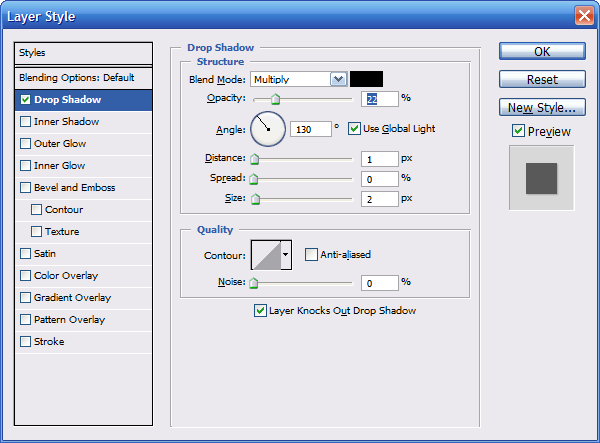 Layer Style
Styles
Blending Options: Default
Drop Shadow
Inner Shadow
Outer Glow
Inner Glow
Bevel and Emboss
Contour
Texture
Satin
Color Overlay
Gradient Overlay
Pattern Overlay
Stroke
Drop Shadow
Structure
Blend Mode: Multiply
Opacity: 22 %
Angle: 130 ° Use Global Light
Distance: 1 px
Spread: 0 %
Size: 2 px
Quality
Contour: Anti-aliased
Noise: 0 %
Layer Knocks Out Drop Shadow
OK
Reset
New Style...
Preview